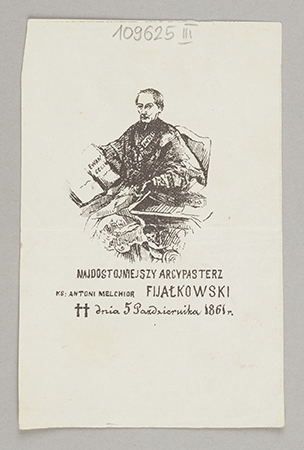 109625 III
NAJDOSTOJNIEJSZY ARCYPASTERZ
KS: ANTONI MELCHIOR FIJAŁKOWSKI
†† dnia 5 Października 1861 r.